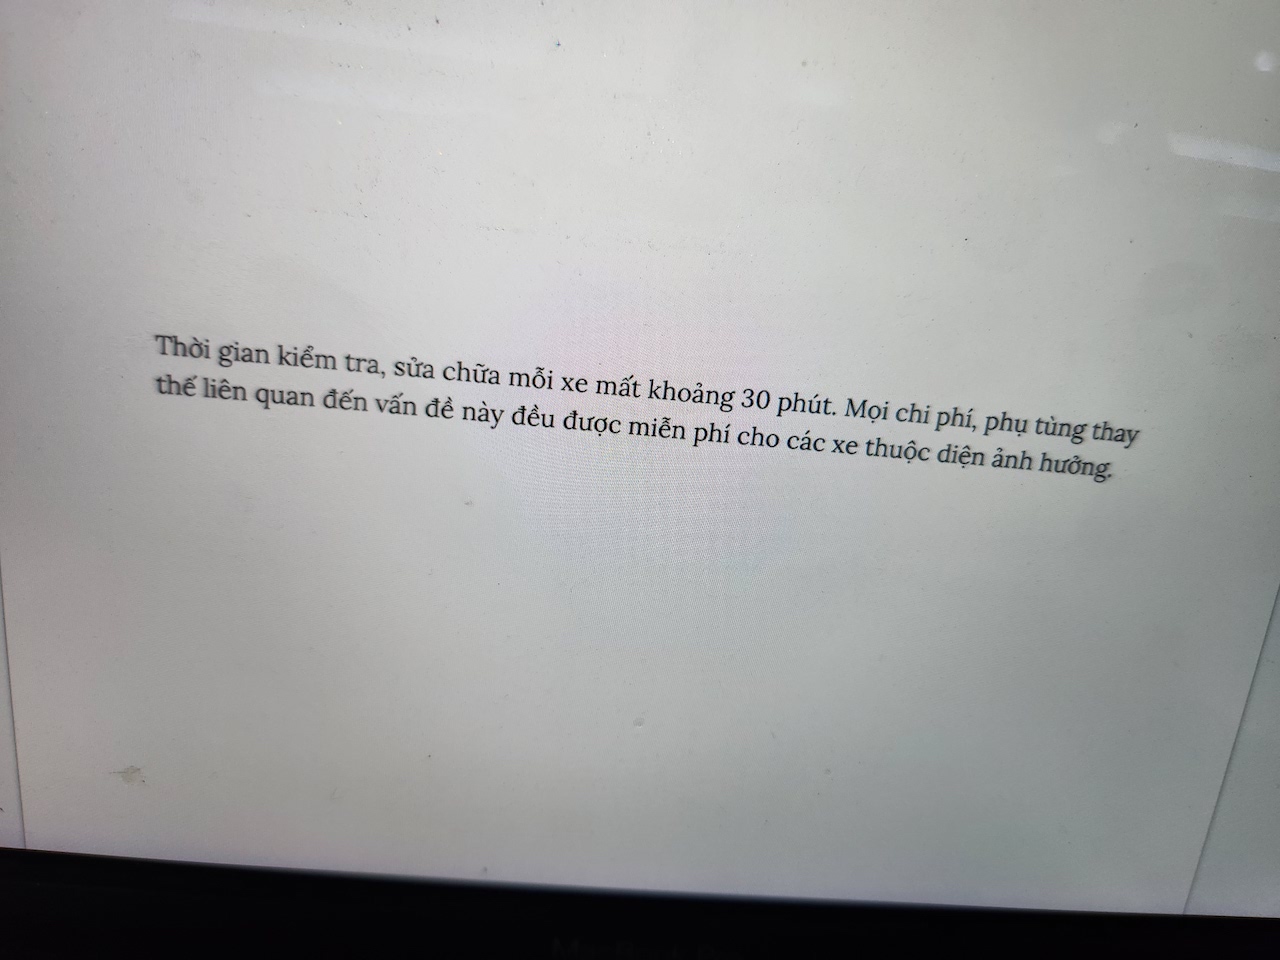 Thời gian kiểm tra, sửa chữa mỗi xe mất khoảng 30 phút. Mọi chi phí, phụ tùng thay
thế liên quan đến vấn đề này đều được miễn phí cho các xe thuộc diện ảnh hưởng.